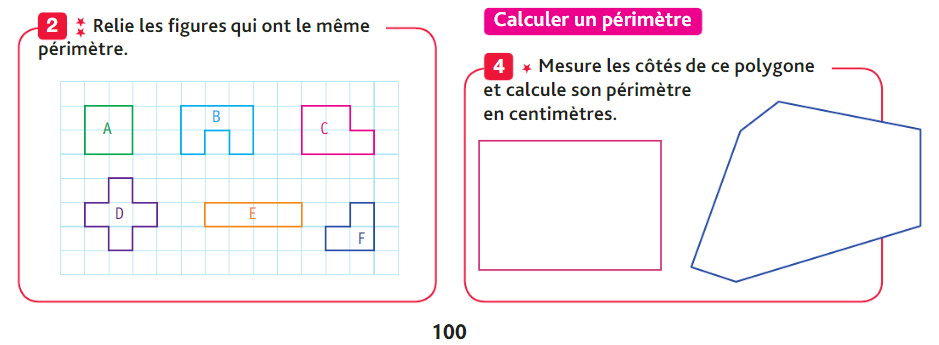 2 Relie les figures qui ont le même
périmètre.
A
B
C
D
E
F
Calculer un périmètre
4 Mesure les côtés de ce polygone
et calcule son périmètre
en centimètres.
100